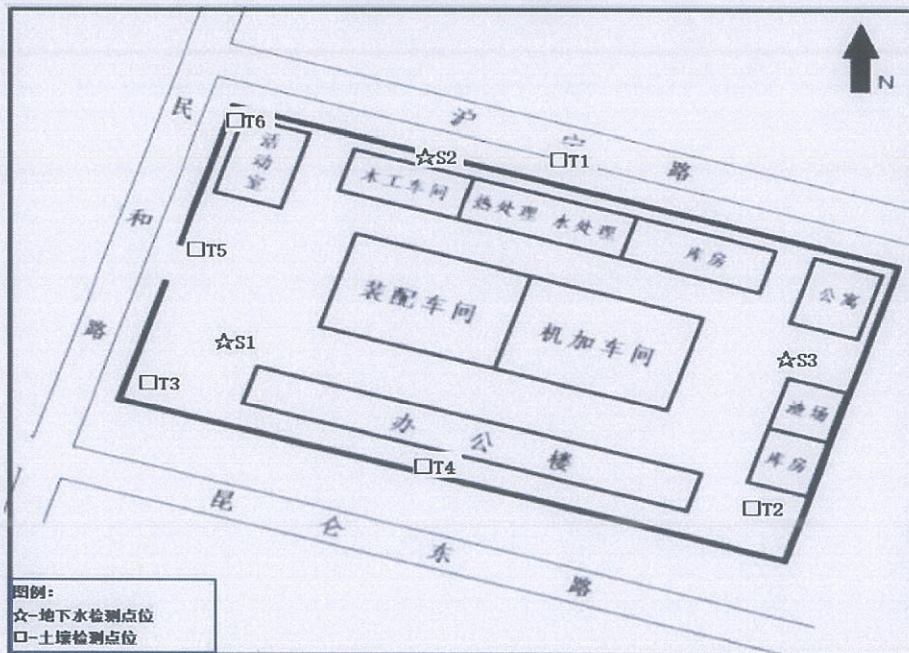 N
沪宁路
民和路
□T6
活动室
☆S2
□T1
木工车间
热处理 水处理
库房
□T5
公寓
装配车间
机加车间
☆S1
☆S3
□T3
办公楼
渣场
库房
□T4
□T2
昆仑东路
图例：
☆-地下水检测点位
□-土壤检测点位